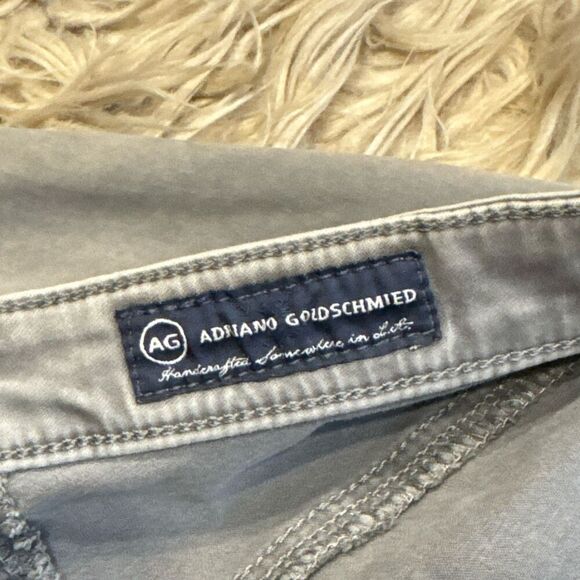 AG ADRIANO GOLDSCHMIED
Handcrafted Somewhere in L.A.